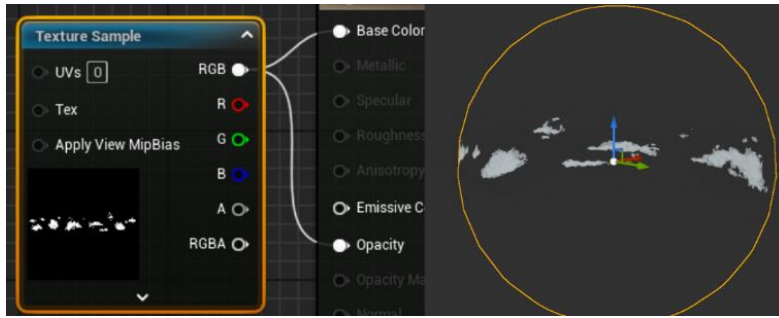 Texture Sample
UVs 0
RGB
Tex
R
Apply View MipBias
G
B
A
RGBA
Base Color
Metallic
Specular
Roughness
Anisotropy
Emissive C
Opacity
Opacity Ma
Normal